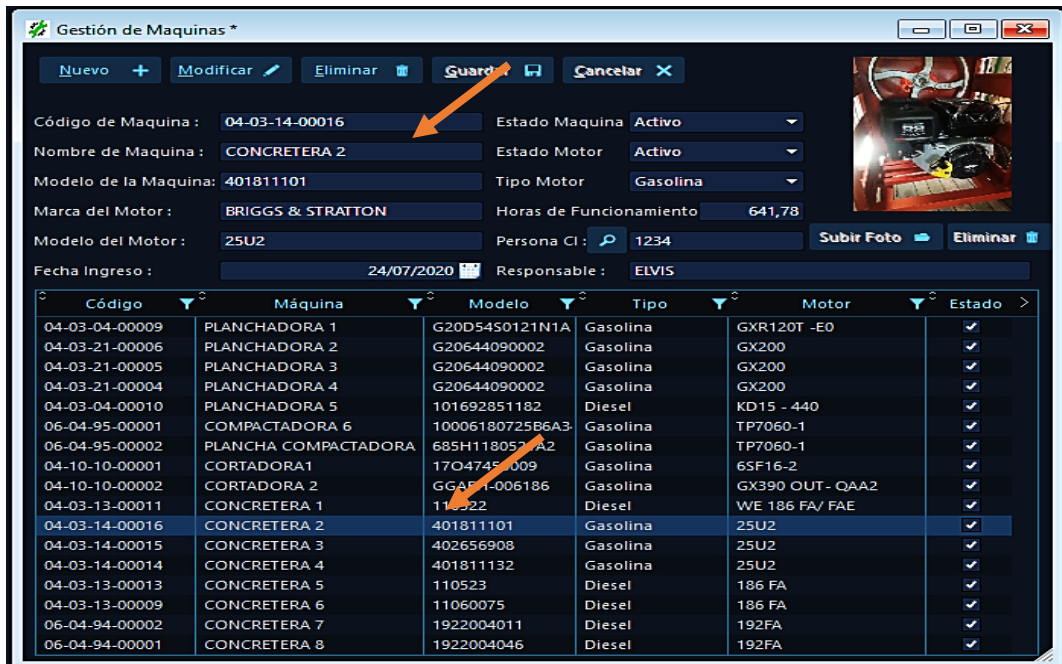 Gestión de Maquinas *
Nuevo + Modificar Eliminar Guardar Cancelar ×
Código de Maquina : 04-03-14-00016 Estado Maquina Activo
Nombre de Maquina : CONCRETERA 2 Estado Motor Activo
Modelo de la Maquina: 401811101 Tipo Motor Gasolina
Marca del Motor : BRIGGS & STRATTON Horas de Funcionamiento 641,78
Modelo del Motor : 25U2 Persona CI : 1234 Subir Foto Eliminar
Fecha Ingreso : 24/07/2020 Responsable : ELVIS
Código Máquina Modelo Tipo Motor Estado >
04-03-04-00009 PLANCHADORA 1 G20D54S0121N1A Gasolina GXR120T -E0
04-03-21-00006 PLANCHADORA 2 G20644090002 Gasolina GX200
04-03-21-00005 PLANCHADORA 3 G20644090002 Gasolina GX200
04-03-21-00004 PLANCHADORA 4 G20644090002 Gasolina GX200
04-03-04-00010 PLANCHADORA 5 101692851182 Diesel KD15 - 440
06-04-95-00001 COMPACTADORA 6 10006180725B6A3- Gasolina TP7060-1
06-04-95-00002 PLANCHA COMPACTADORA Gasolina TP7060-1
04-10-10-00001 CORTADORA1 Gasolina 6SF16-2
04-10-10-00002 CORTADORA 2 Gasolina GX390 OUT- QAA2
04-03-13-00011 CONCRETERA 1 Diesel WE 186 FA/ FAE
04-03-14-00016 CONCRETERA 2 401811101 Gasolina 25U2
04-03-14-00015 CONCRETERA 3 402656908 Gasolina 25U2
04-03-14-00014 CONCRETERA 4 401811132 Gasolina 25U2
04-03-13-00013 CONCRETERA 5 110523 Diesel 186 FA
04-03-13-00009 CONCRETERA 6 11060075 Diesel 186 FA
06-04-94-00002 CONCRETERA 7 1922004011 Diesel 192FA
06-04-94-00001 CONCRETERA 8 1922004046 Diesel 192FA